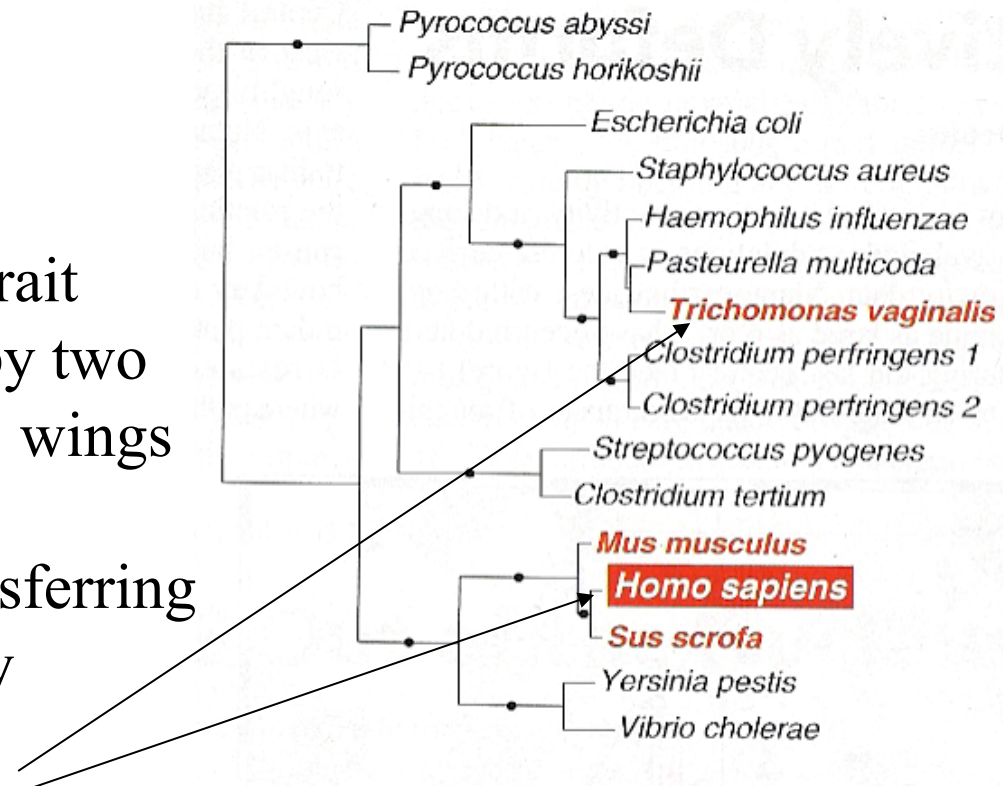 rait
by two
wings
sferring
y
Pyrococcus abyssi
Pyrococcus horikoshii
Escherichia coli
Staphylococcus aureus
Haemophilus influenzae
Pasteurella multicoda
Trichomonas vaginalis
Clostridium perfringens 1
Clostridium perfringens 2
Streptococcus pyogenes
Clostridium tertium
Mus musculus
Homo sapiens
Sus scrofa
Yersinia pestis
Vibrio cholerae